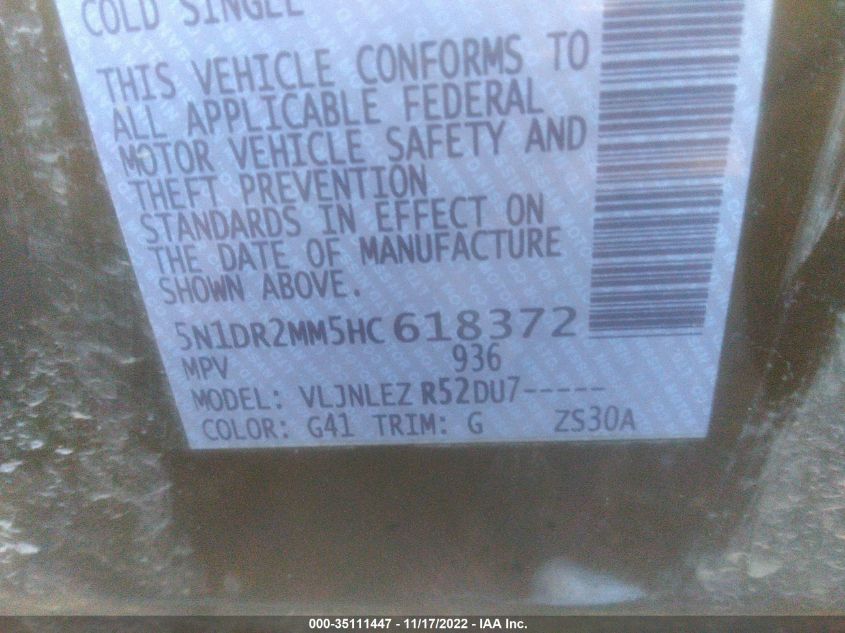 COLD SINGLE
THIS VEHICLE CONFORMS TO
ALL APPLICABLE FEDERAL
MOTOR VEHICLE SAFETY AND
THEFT PREVENTION
STANDARDS IN EFFECT ON
THE DATE OF MANUFACTURE
SHOWN ABOVE.
5N1DR2MM5HC618372
MPV 936
MODEL: VLJNLEZ R52DU7-----
COLOR: G41 TRIM: G ZS30A
000-35111447 - 11/17/2022 - IAA Inc.